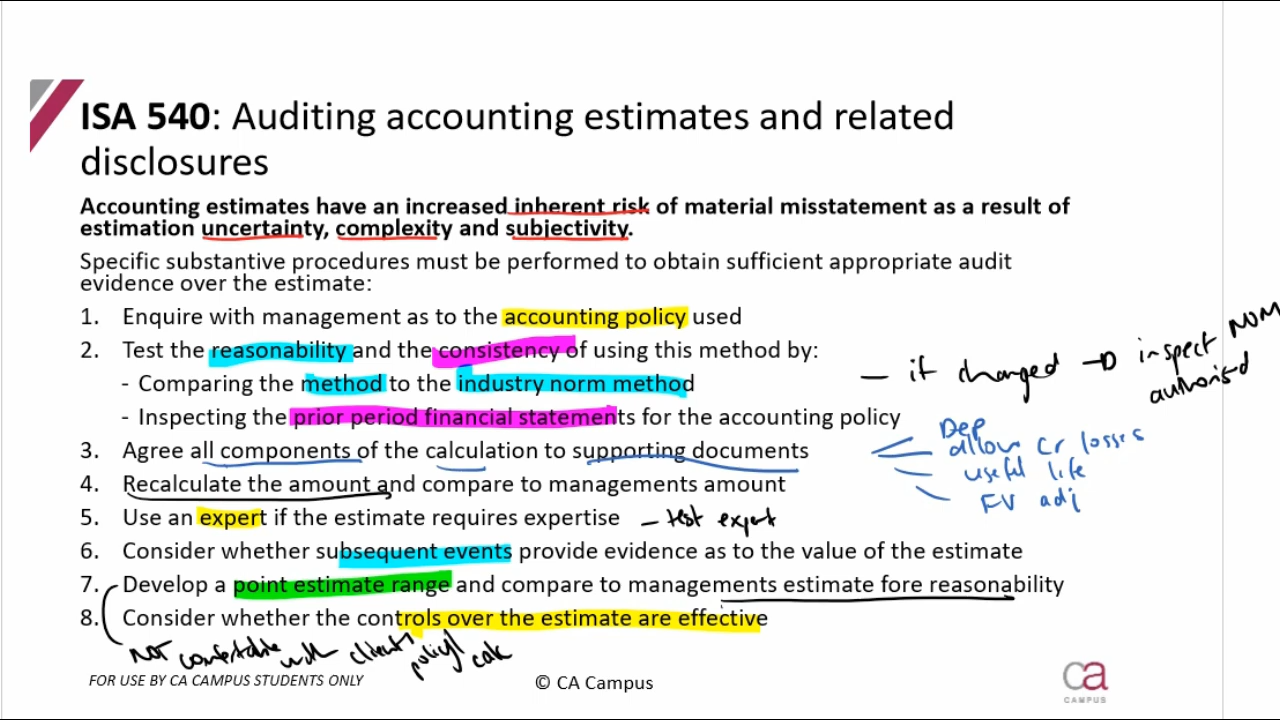 ISA 540: Auditing accounting estimates and related
disclosures
Accounting estimates have an increased inherent risk of material misstatement as a result of
estimation uncertainty, complexity and subjectivity.
Specific substantive procedures must be performed to obtain sufficient appropriate audit
evidence over the estimate:
1. Enquire with management as to the accounting policy used
2. Test the reasonability and the consistency of using this method by:
- Comparing the method to the industry norm method
- Inspecting the prior period financial statements for the accounting policy
— if changed → inspect MOM
authorised
3. Agree all components of the calculation to supporting documents
Dep
allow cr losses
useful life
FV adj
4. Recalculate the amount and compare to managements amount
5. Use an expert if the estimate requires expertise – test expert
6. Consider whether subsequent events provide evidence as to the value of the estimate
7. Develop a point estimate range and compare to managements estimate fore reasonability
8. Consider whether the controls over the estimate are effective
NOT comfortable with clients policy/ calc
FOR USE BY CA CAMPUS STUDENTS ONLY
© CA Campus
ca
CAMPUS